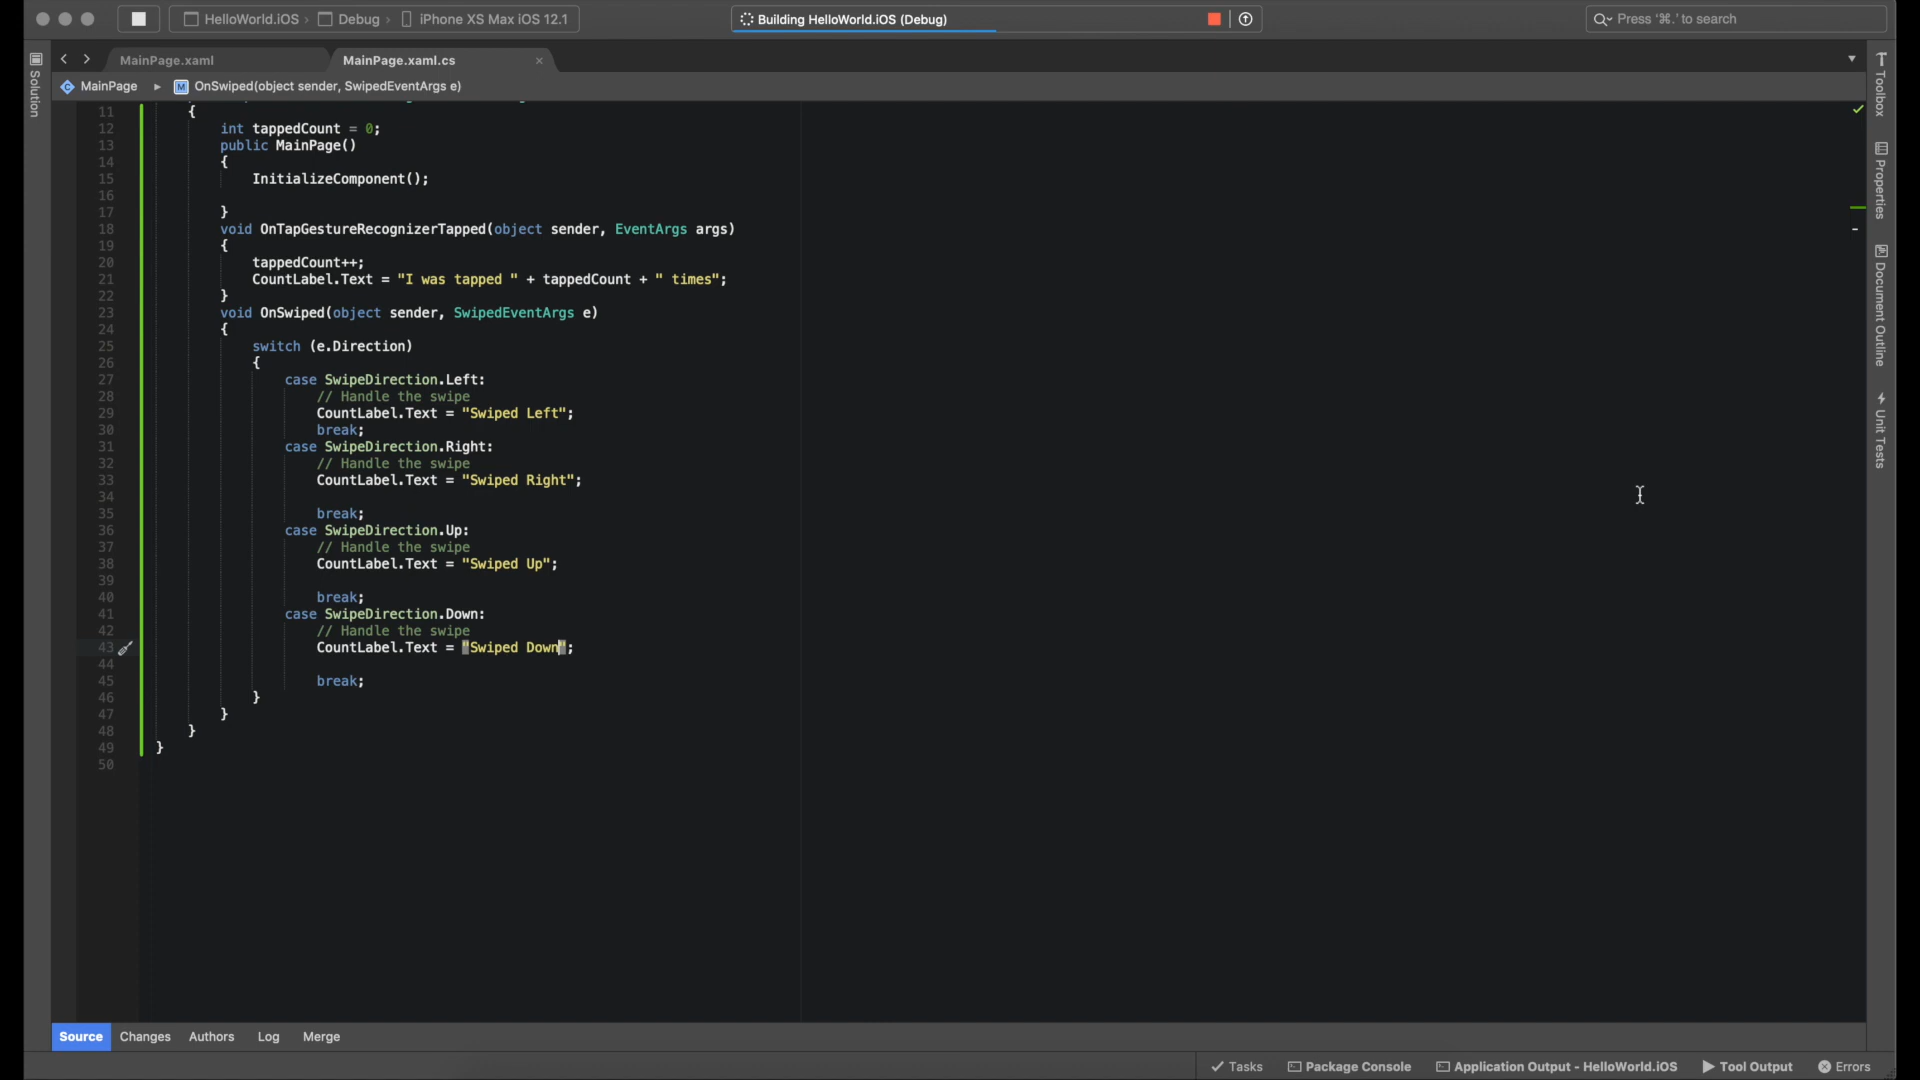 HelloWorld.iOS › Debug › iPhone XS Max iOS 12.1
Building HelloWorld.iOS (Debug)
Press ‘⌘.’ to search
MainPage.xaml
MainPage.xaml.cs
MainPage ▸ M OnSwiped(object sender, SwipedEventArgs e)
Solution
Toolbox
Properties
Document Outline
Unit Tests
11 {
12 int tappedCount = 0;
13 public MainPage()
14 {
15 InitializeComponent();
16
17 }
18 void OnTapGestureRecognizerTapped(object sender, EventArgs args)
19 {
20 tappedCount++;
21 CountLabel.Text = "I was tapped " + tappedCount + " times";
22 }
23 void OnSwiped(object sender, SwipedEventArgs e)
24 {
25 switch (e.Direction)
26 {
27 case SwipeDirection.Left:
28 // Handle the swipe
29 CountLabel.Text = "Swiped Left";
30 break;
31 case SwipeDirection.Right:
32 // Handle the swipe
33 CountLabel.Text = "Swiped Right";
34
35 break;
36 case SwipeDirection.Up:
37 // Handle the swipe
38 CountLabel.Text = "Swiped Up";
39
40 break;
41 case SwipeDirection.Down:
42 // Handle the swipe
43 CountLabel.Text = "Swiped Down";
44
45 break;
46 }
47 }
48 }
49 }
50
Source Changes Authors Log Merge
Tasks Package Console Application Output - HelloWorld.iOS Tool Output Errors